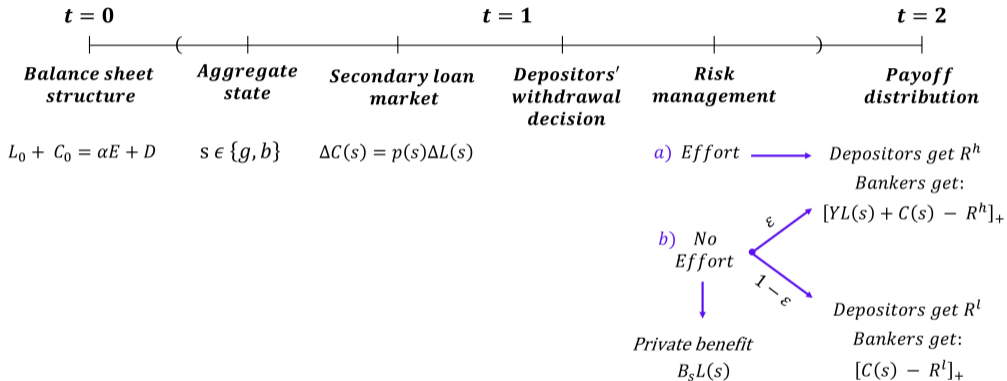 t = 0
t = 1
t = 2
Balance sheet
structure
Aggregate
state
Secondary loan
market
Depositors'
withdrawal
decision
Risk
management
Payoff
distribution
L₀ + C₀ = αE + D
s ϵ {g, b}
ΔC(s) = p(s)ΔL(s)
a) Effort
Depositors get Rʰ
Bankers get:
[YL(s) + C(s) − Rʰ]₊
b) No
Effort
ε
1 − ε
Depositors get Rˡ
Bankers get:
[C(s) − Rˡ]₊
Private benefit
BₛL(s)